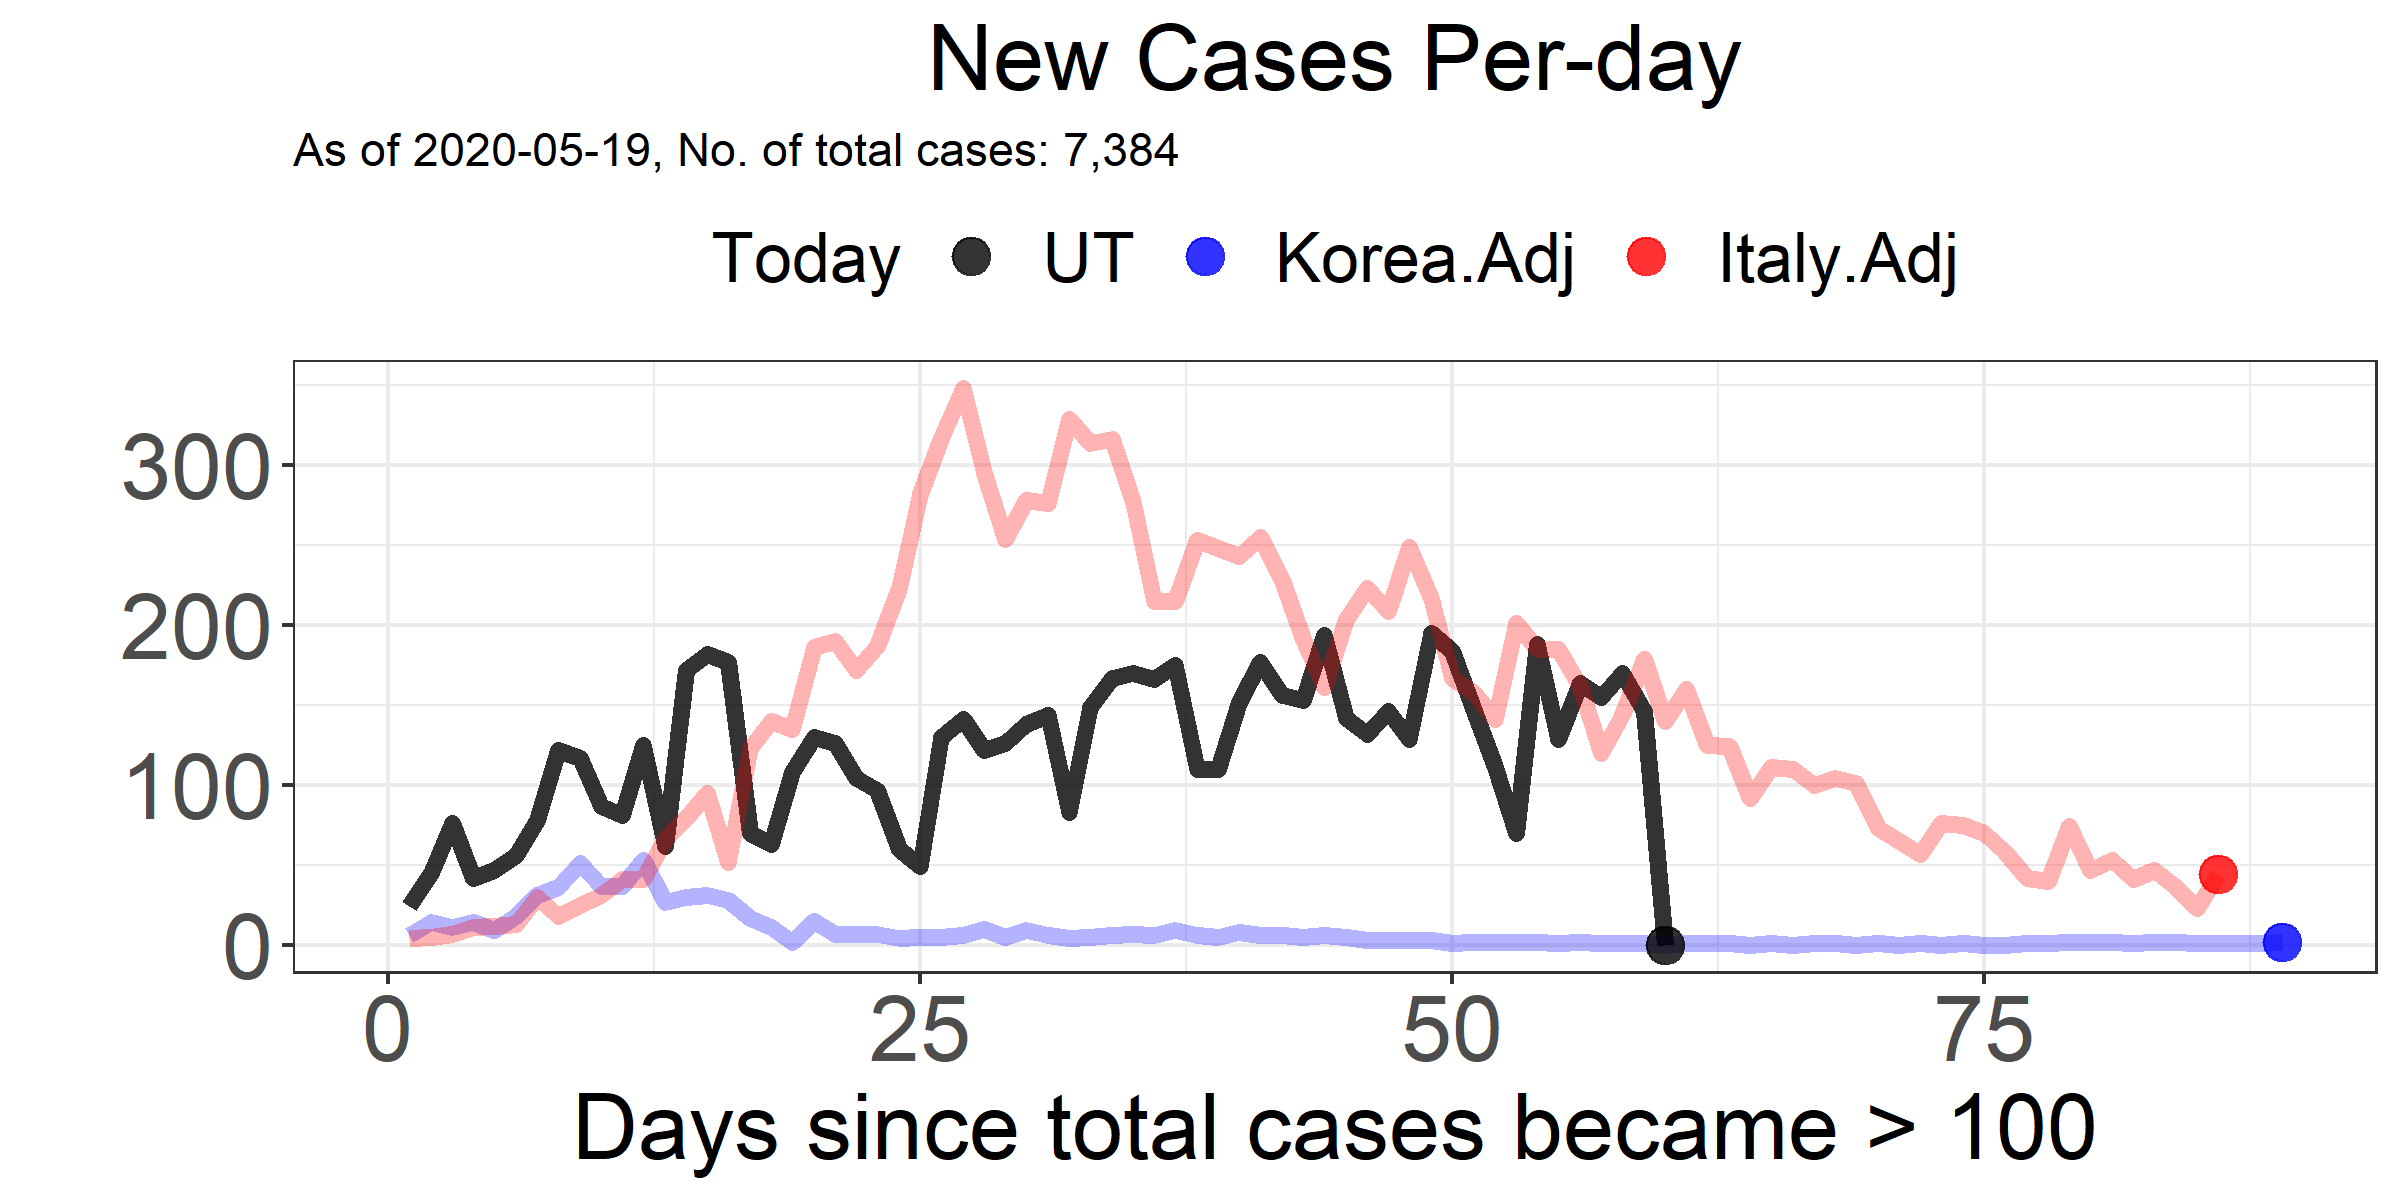 New Cases Per-day
As of 2020-05-19, No. of total cases: 7,384
Today UT Korea.Adj Italy.Adj
300
200
100
0
0 25 50 75
Days since total cases became > 100